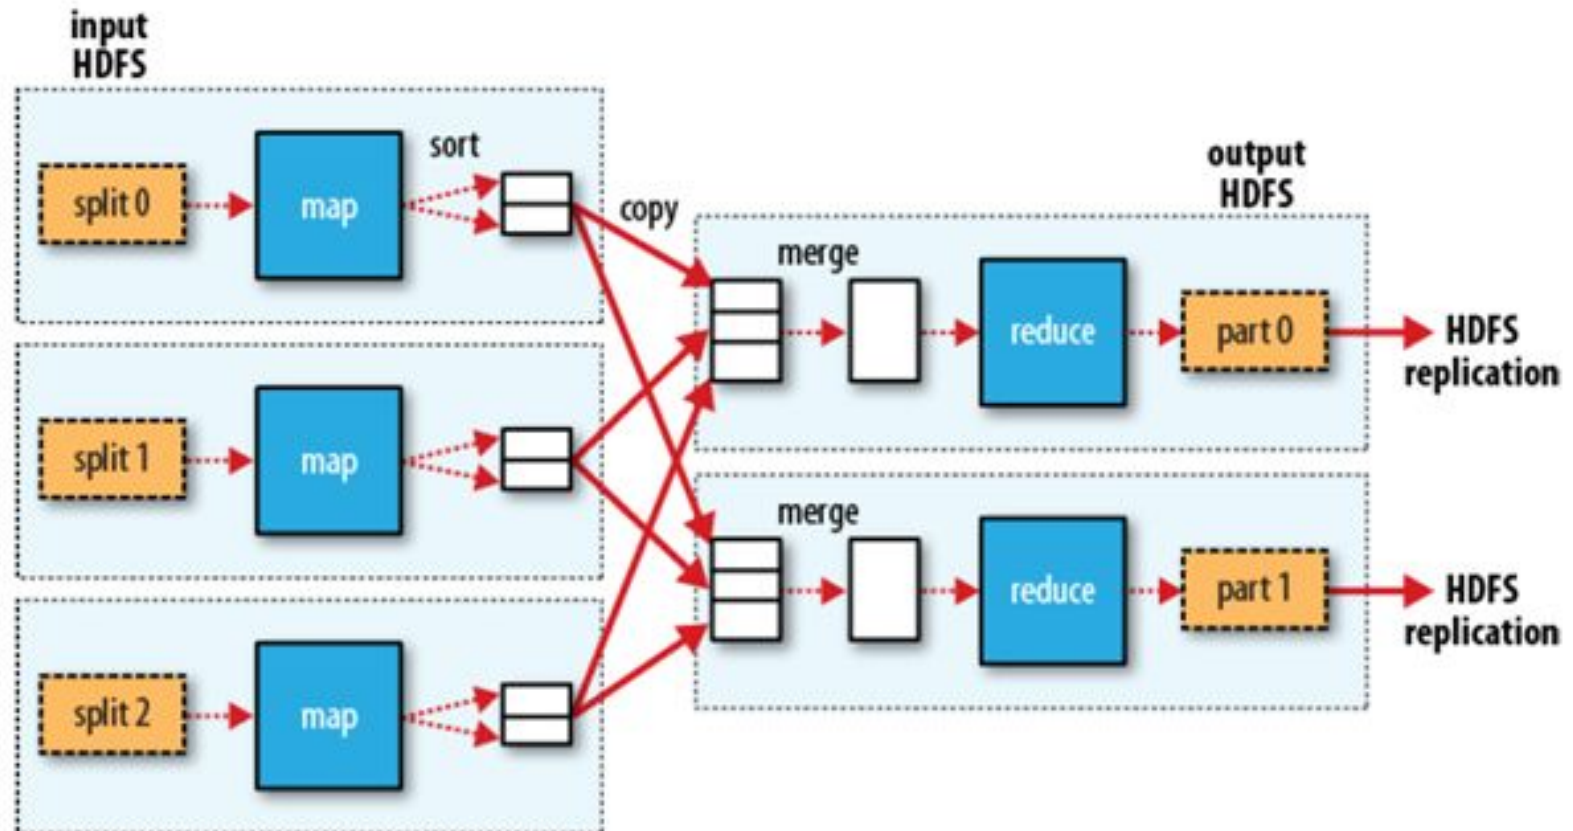 input
HDFS
split 0
map
sort
copy
split 1
map
split 2
map
output
HDFS
merge
reduce
part 0
HDFS
replication
merge
reduce
part 1
HDFS
replication